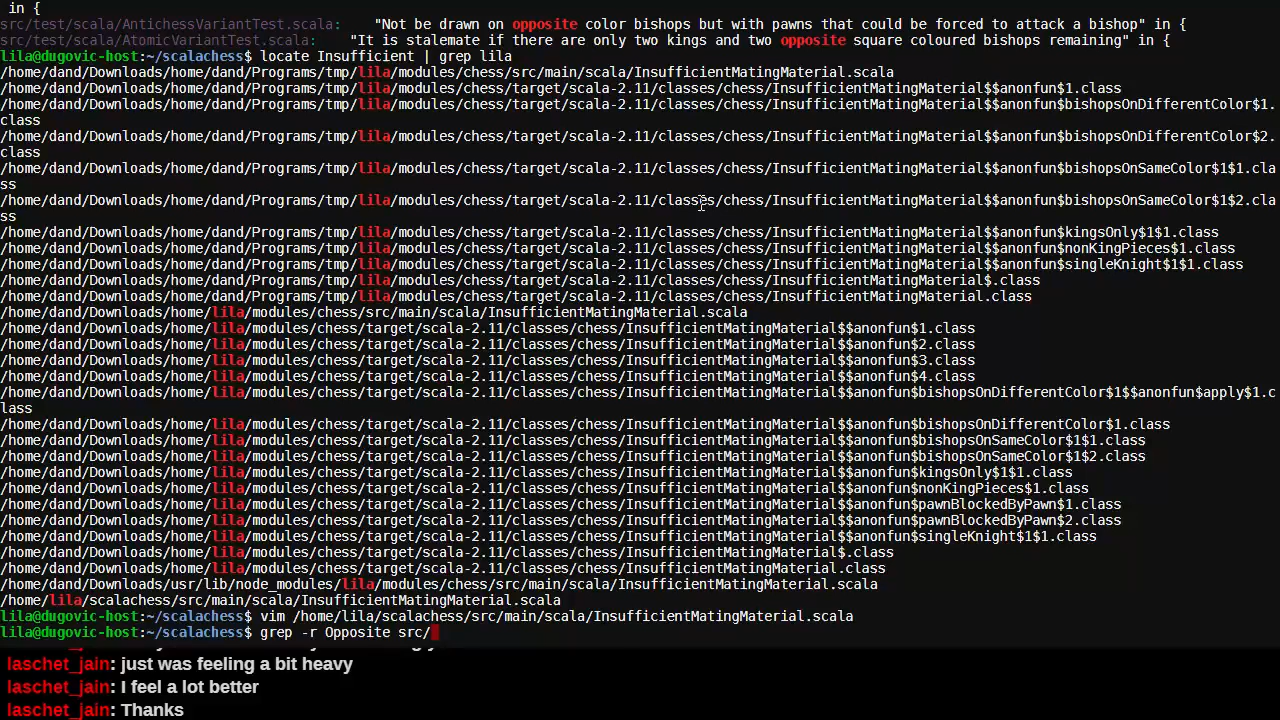 in {
src/test/scala/AntichessVariantTest.scala:    "Not be drawn on opposite color bishops but with pawns that could be forced to attack a bishop" in {
src/test/scala/AtomicVariantTest.scala:    "It is stalemate if there are only two kings and two opposite square coloured bishops remaining" in {
lila@dugovic-host:~/scalachess$ locate Insufficient | grep lila
/home/dand/Downloads/home/dand/Programs/tmp/lila/modules/chess/src/main/scala/InsufficientMatingMaterial.scala
/home/dand/Downloads/home/dand/Programs/tmp/lila/modules/chess/target/scala-2.11/classes/chess/InsufficientMatingMaterial$$anonfun$1.class
/home/dand/Downloads/home/dand/Programs/tmp/lila/modules/chess/target/scala-2.11/classes/chess/InsufficientMatingMaterial$$anonfun$bishopsOnDifferentColor$1.
class
/home/dand/Downloads/home/dand/Programs/tmp/lila/modules/chess/target/scala-2.11/classes/chess/InsufficientMatingMaterial$$anonfun$bishopsOnDifferentColor$2.
class
/home/dand/Downloads/home/dand/Programs/tmp/lila/modules/chess/target/scala-2.11/classes/chess/InsufficientMatingMaterial$$anonfun$bishopsOnSameColor$1$1.cla
ss
/home/dand/Downloads/home/dand/Programs/tmp/lila/modules/chess/target/scala-2.11/classes/chess/InsufficientMatingMaterial$$anonfun$bishopsOnSameColor$1$2.cla
ss
/home/dand/Downloads/home/dand/Programs/tmp/lila/modules/chess/target/scala-2.11/classes/chess/InsufficientMatingMaterial$$anonfun$kingsOnly$1$1.class
/home/dand/Downloads/home/dand/Programs/tmp/lila/modules/chess/target/scala-2.11/classes/chess/InsufficientMatingMaterial$$anonfun$nonKingPieces$1.class
/home/dand/Downloads/home/dand/Programs/tmp/lila/modules/chess/target/scala-2.11/classes/chess/InsufficientMatingMaterial$$anonfun$singleKnight$1$1.class
/home/dand/Downloads/home/dand/Programs/tmp/lila/modules/chess/target/scala-2.11/classes/chess/InsufficientMatingMaterial$.class
/home/dand/Downloads/home/dand/Programs/tmp/lila/modules/chess/target/scala-2.11/classes/chess/InsufficientMatingMaterial.class
/home/dand/Downloads/home/lila/modules/chess/src/main/scala/InsufficientMatingMaterial.scala
/home/dand/Downloads/home/lila/modules/chess/target/scala-2.11/classes/chess/InsufficientMatingMaterial$$anonfun$1.class
/home/dand/Downloads/home/lila/modules/chess/target/scala-2.11/classes/chess/InsufficientMatingMaterial$$anonfun$2.class
/home/dand/Downloads/home/lila/modules/chess/target/scala-2.11/classes/chess/InsufficientMatingMaterial$$anonfun$3.class
/home/dand/Downloads/home/lila/modules/chess/target/scala-2.11/classes/chess/InsufficientMatingMaterial$$anonfun$4.class
/home/dand/Downloads/home/lila/modules/chess/target/scala-2.11/classes/chess/InsufficientMatingMaterial$$anonfun$bishopsOnDifferentColor$1$$anonfun$apply$1.c
lass
/home/dand/Downloads/home/lila/modules/chess/target/scala-2.11/classes/chess/InsufficientMatingMaterial$$anonfun$bishopsOnDifferentColor$1.class
/home/dand/Downloads/home/lila/modules/chess/target/scala-2.11/classes/chess/InsufficientMatingMaterial$$anonfun$bishopsOnSameColor$1$1.class
/home/dand/Downloads/home/lila/modules/chess/target/scala-2.11/classes/chess/InsufficientMatingMaterial$$anonfun$bishopsOnSameColor$1$2.class
/home/dand/Downloads/home/lila/modules/chess/target/scala-2.11/classes/chess/InsufficientMatingMaterial$$anonfun$kingsOnly$1$1.class
/home/dand/Downloads/home/lila/modules/chess/target/scala-2.11/classes/chess/InsufficientMatingMaterial$$anonfun$nonKingPieces$1.class
/home/dand/Downloads/home/lila/modules/chess/target/scala-2.11/classes/chess/InsufficientMatingMaterial$$anonfun$pawnBlockedByPawn$1.class
/home/dand/Downloads/home/lila/modules/chess/target/scala-2.11/classes/chess/InsufficientMatingMaterial$$anonfun$pawnBlockedByPawn$2.class
/home/dand/Downloads/home/lila/modules/chess/target/scala-2.11/classes/chess/InsufficientMatingMaterial$$anonfun$singleKnight$1$1.class
/home/dand/Downloads/home/lila/modules/chess/target/scala-2.11/classes/chess/InsufficientMatingMaterial$.class
/home/dand/Downloads/home/lila/modules/chess/target/scala-2.11/classes/chess/InsufficientMatingMaterial.class
/home/dand/Downloads/usr/lib/node_modules/lila/modules/chess/src/main/scala/InsufficientMatingMaterial.scala
/home/lila/scalachess/src/main/scala/InsufficientMatingMaterial.scala
lila@dugovic-host:~/scalachess$ vim /home/lila/scalachess/src/main/scala/InsufficientMatingMaterial.scala
lila@dugovic-host:~/scalachess$ grep -r Opposite src/
laschet_jain: just was feeling a bit heavy
laschet_jain: I feel a lot better
laschet_jain: Thanks